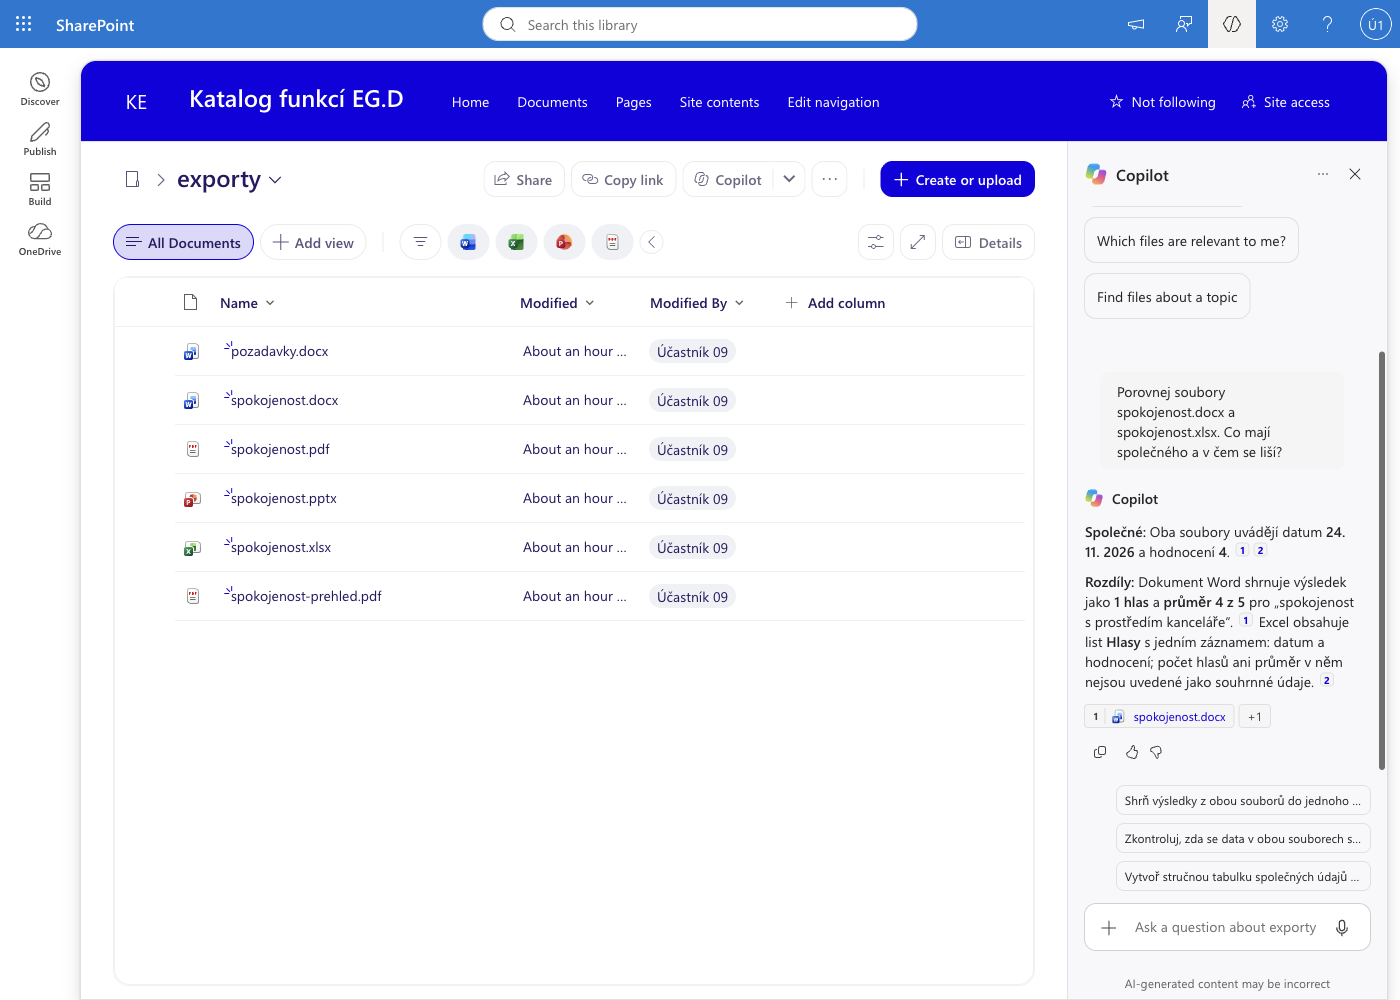 SharePoint
Search this library
Ú1
Discover
Publish
Build
OneDrive
KE
Katalog funkcí EG.D
Home
Documents
Pages
Site contents
Edit navigation
Not following
Site access
exporty
Share
Copy link
Copilot
Create or upload
All Documents
Add view
Details
Name
Modified
Modified By
Add column
pozadavky.docx
About an hour ...
Účastník 09
spokojenost.docx
About an hour ...
Účastník 09
spokojenost.pdf
About an hour ...
Účastník 09
spokojenost.pptx
About an hour ...
Účastník 09
spokojenost.xlsx
About an hour ...
Účastník 09
spokojenost-prehled.pdf
About an hour ...
Účastník 09
Copilot
Which files are relevant to me?
Find files about a topic
Porovnej soubory
spokojenost.docx a
spokojenost.xlsx. Co mají
společného a v čem se liší?
Copilot
Společné: Oba soubory uvádějí datum 24.
11. 2026 a hodnocení 4. 1 2
Rozdíly: Dokument Word shrnuje výsledek
jako 1 hlas a průměr 4 z 5 pro „spokojenost
s prostředím kanceláře“. 1 Excel obsahuje
list Hlasy s jedním záznamem: datum a
hodnocení; počet hlasů ani průměr v něm
nejsou uvedené jako souhrnné údaje. 2
1 spokojenost.docx +1
Shrň výsledky z obou souborů do jednoho ...
Zkontroluj, zda se data v obou souborech s...
Vytvoř stručnou tabulku společných údajů ...
Ask a question about exporty
AI-generated content may be incorrect